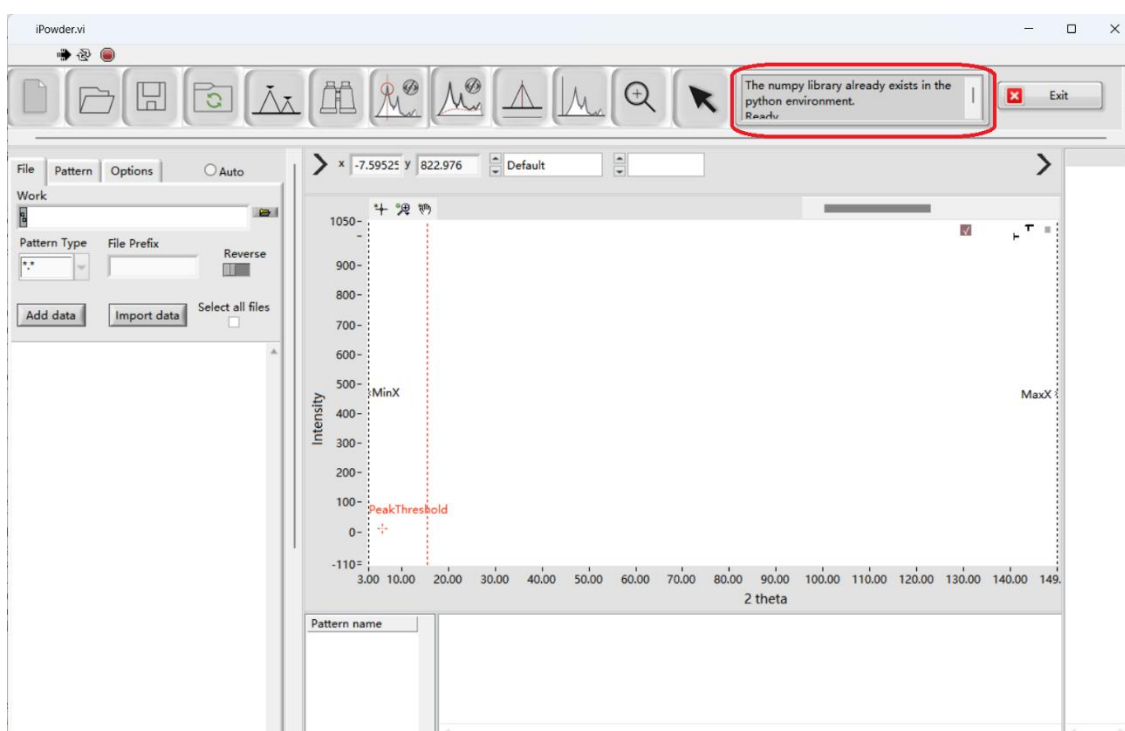 iPowder.vi
The numpy library already exists in the
python environment.
Ready
Exit
File Pattern Options Auto
x -7.59525 y 822.976 Default
Work
Pattern Type File Prefix Reverse
*.*
Add data Import data Select all files
1050-
900-
800-
700-
600-
500-
400-
300-
200-
100-
0-
-110=
Intensity
MinX MaxX
PeakThreshold
3.00 10.00 20.00 30.00 40.00 50.00 60.00 70.00 80.00 90.00 100.00 110.00 120.00 130.00 140.00 149.
2 theta
Pattern name